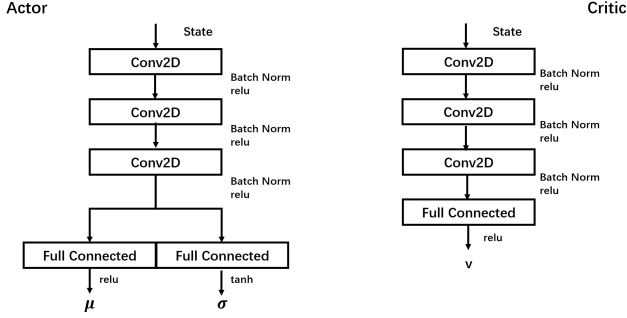 Actor
State
Conv2D
Batch Norm
relu
Conv2D
Batch Norm
relu
Conv2D
Batch Norm
relu
Full Connected
Full Connected
relu
tanh
μ
σ
Critic
State
Conv2D
Batch Norm
relu
Conv2D
Batch Norm
relu
Conv2D
Batch Norm
relu
Full Connected
relu
v